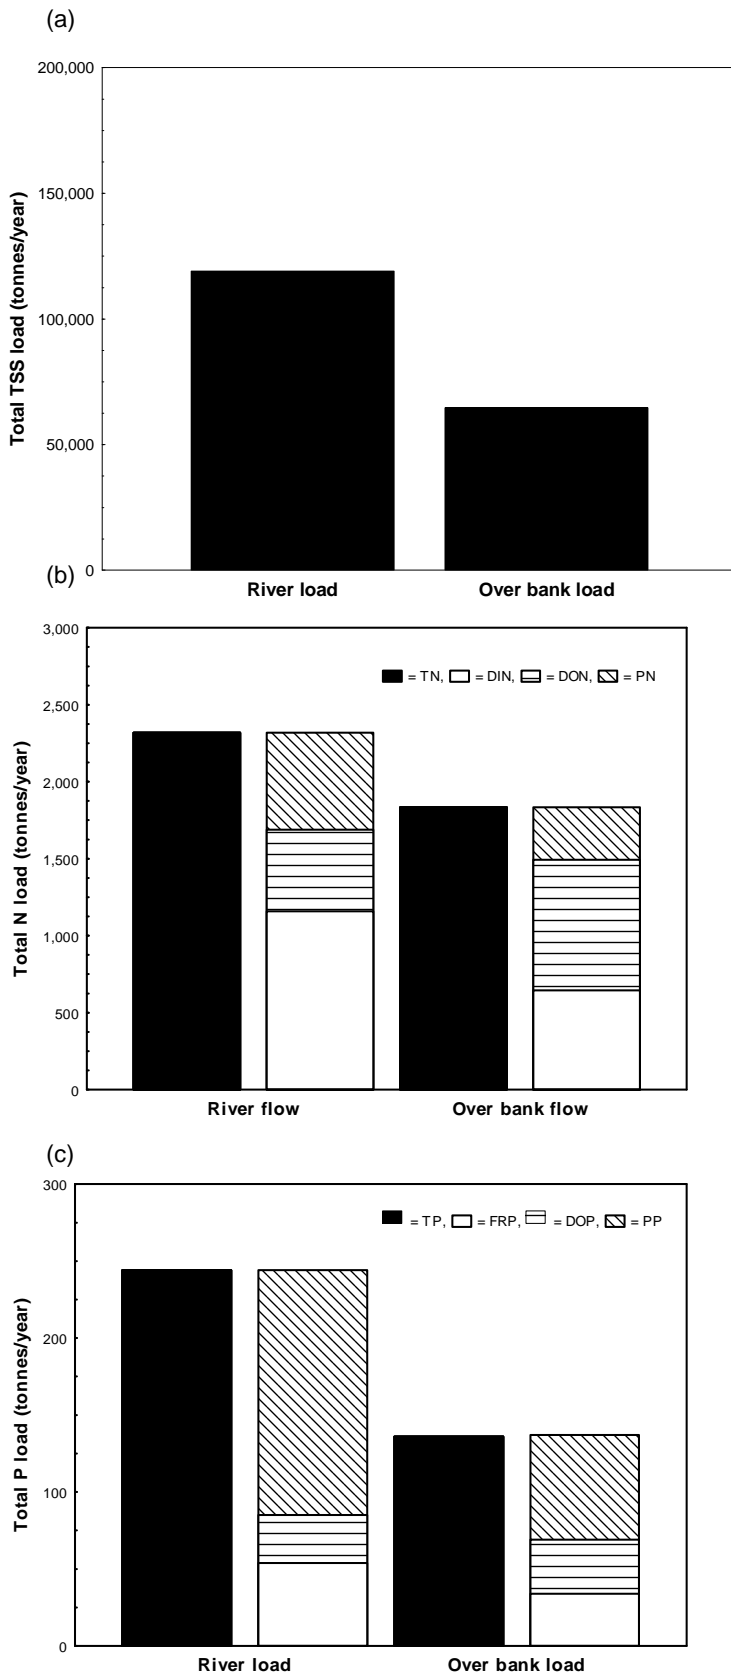 (a)
Total TSS load (tonnes/year)
200,000
150,000
100,000
50,000
0
River load Over bank load
(b)
Total N load (tonnes/year)
3,000
2,500
2,000
1,500
1,000
500
0
= TN, = DIN, = DON, = PN
River flow Over bank flow
(c)
Total P load (tonnes/year)
300
200
100
0
= TP, = FRP, = DOP, = PP
River load Over bank load